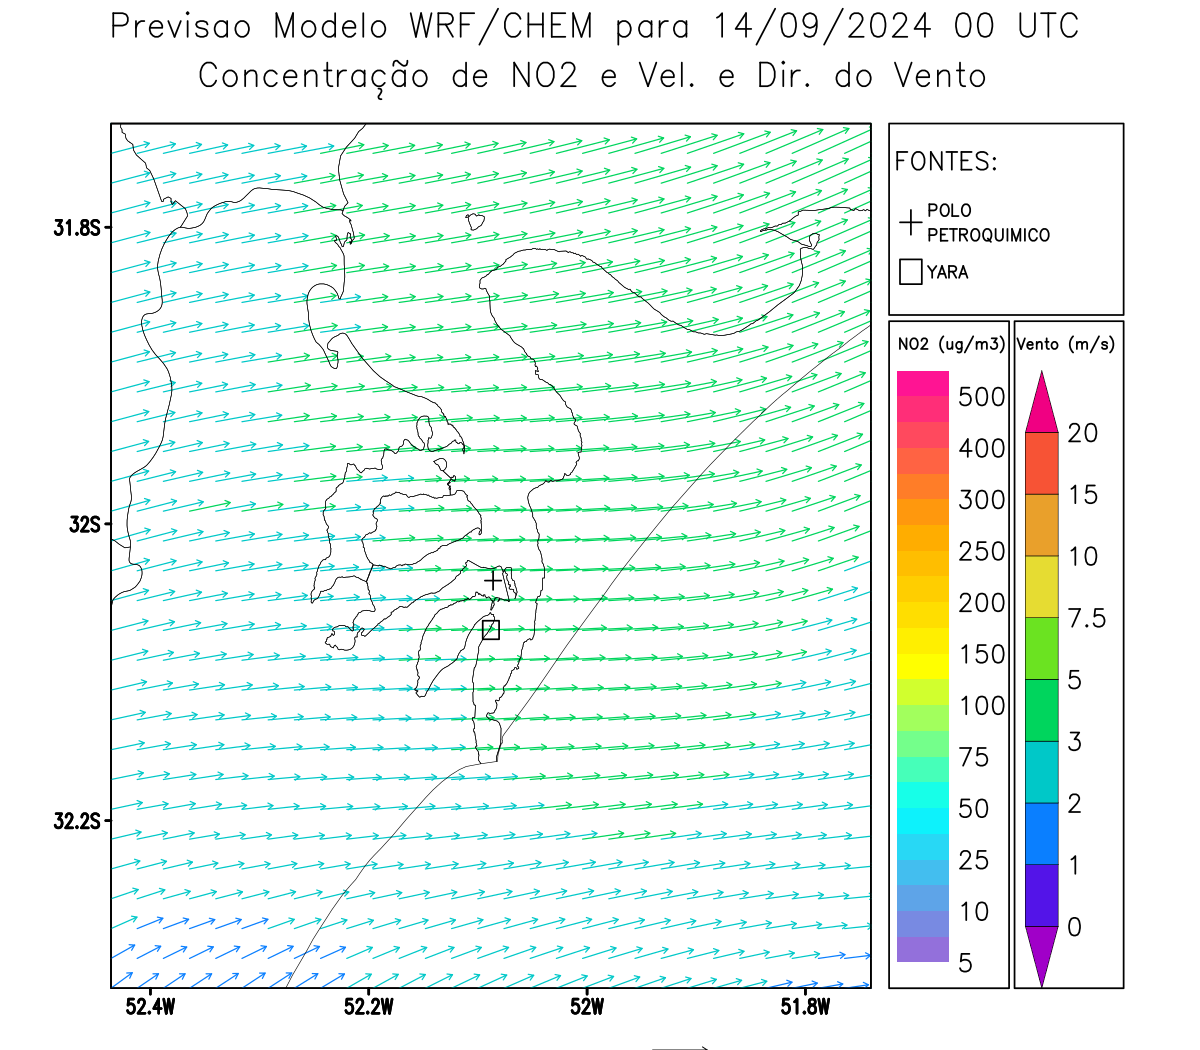 Previsao Modelo WRF/CHEM para 14/09/2024 00 UTC
Concentração de NO2 e Vel. e Dir. do Vento
FONTES:
POLO
PETROQUIMICO
YARA
NO2 (ug/m3)
500
400
300
250
200
150
100
75
50
25
10
5
Vento (m/s)
20
15
10
7.5
5
3
2
1
0
31.8S
32S
32.2S
52.4W
52.2W
52W
51.8W